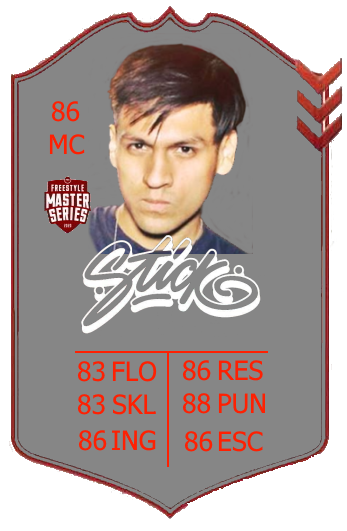 86
MC
FREESTYLE
MASTER
SERIES
Stick
83 FLO
86 RES
83 SKL
88 PUN
86 ING
86 ESC